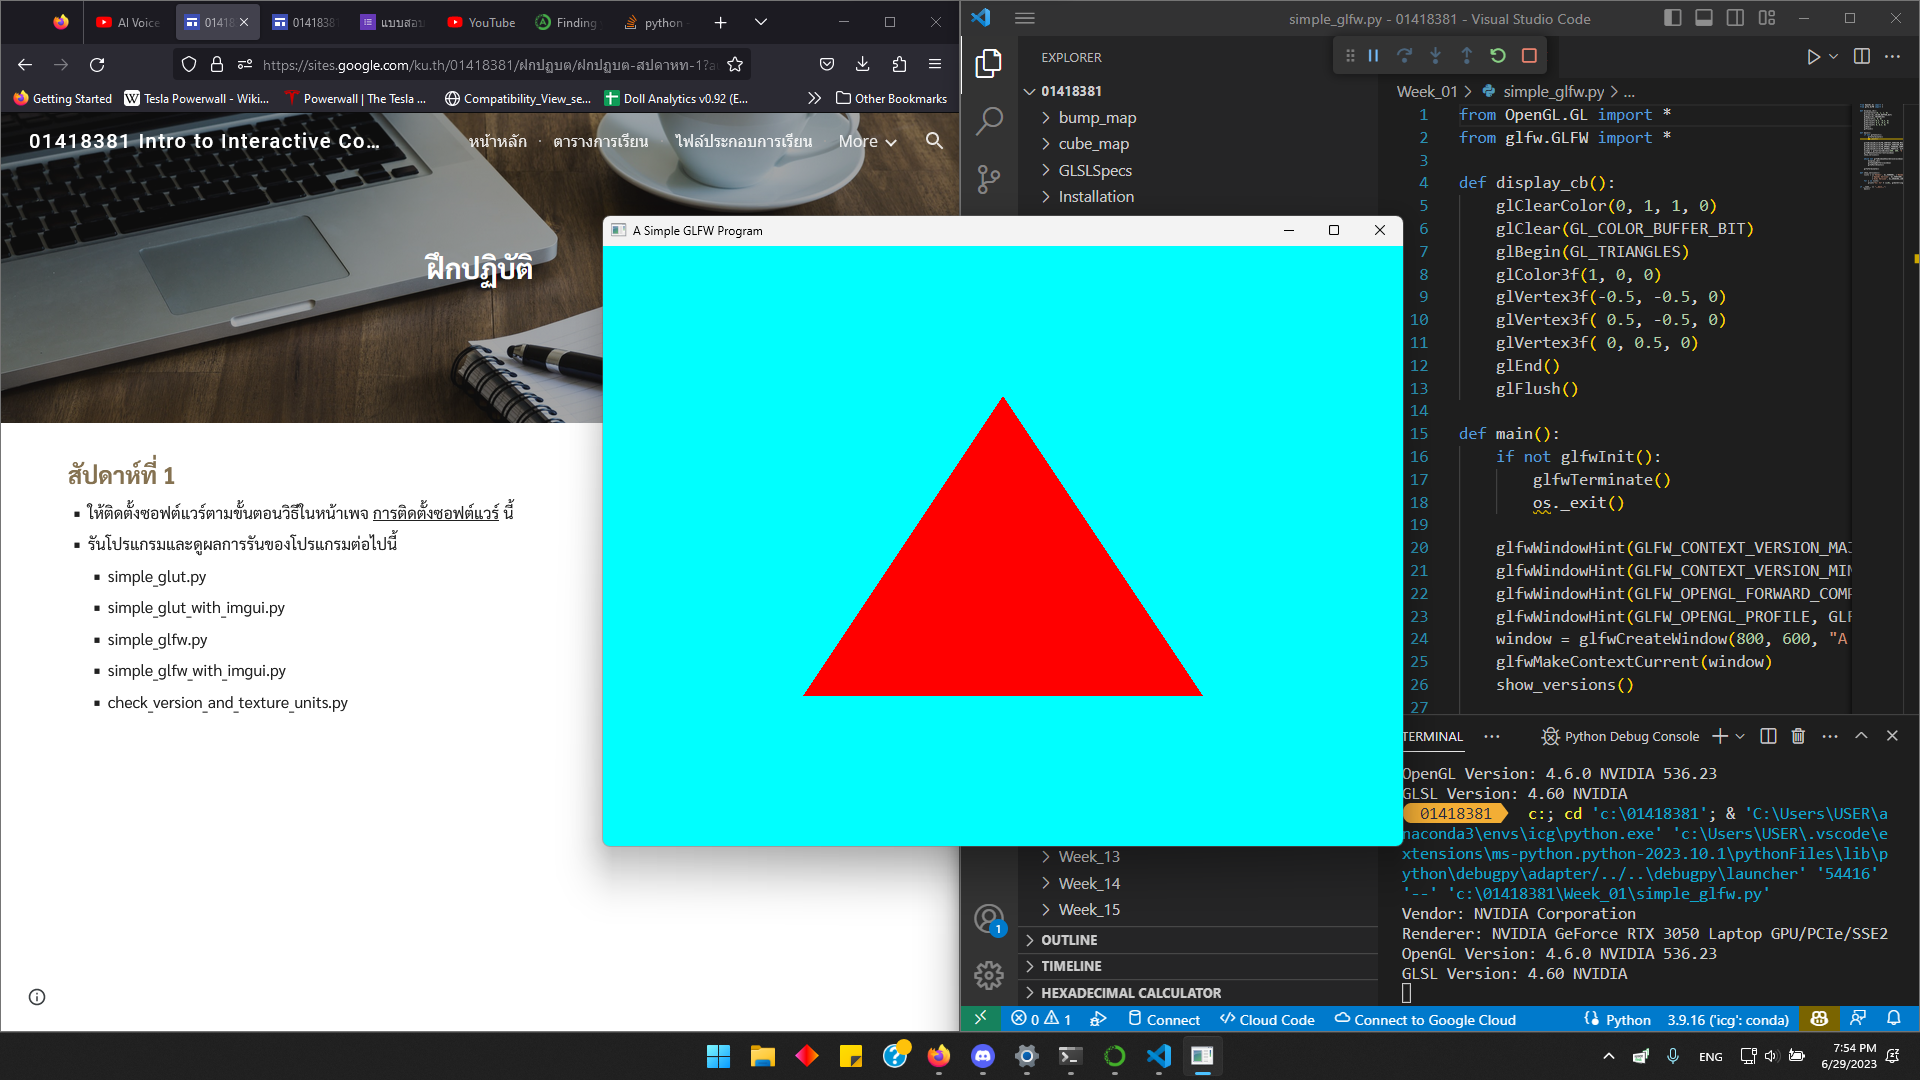 AI Voice
01418
01418381
แบบสอบ
YouTube
Finding
python -
https://sites.google.com/ku.th/01418381/ฝกปฏบต/ฝกปฏบต-สปดาหท-1?a
Getting Started
Tesla Powerwall - Wiki...
Powerwall | The Tesla ...
Compatibility_View_se...
Doll Analytics v0.92 (E...
Other Bookmarks
01418381 Intro to Interactive Co...
หน้าหลัก
ตารางการเรียน
ไฟล์ประกอบการเรียน
More
ฝึกปฏิบัติ
สัปดาห์ที่ 1
ให้ติดตั้งซอฟต์แวร์ตามขั้นตอนวิธีในหน้าเพจ การติดตั้งซอฟต์แวร์ นี้
รันโปรแกรมและดูผลการรันของโปรแกรมต่อไปนี้
simple_glut.py
simple_glut_with_imgui.py
simple_glfw.py
simple_glfw_with_imgui.py
check_version_and_texture_units.py
A Simple GLFW Program
simple_glfw.py - 01418381 - Visual Studio Code
EXPLORER
01418381
bump_map
cube_map
GLSLSpecs
Installation
Week_13
Week_14
Week_15
OUTLINE
TIMELINE
HEXADECIMAL CALCULATOR
1
Week_01 > simple_glfw.py > ...
1 from OpenGL.GL import *
2 from glfw.GLFW import *
3
4 def display_cb():
5 glClearColor(0, 1, 1, 0)
6 glClear(GL_COLOR_BUFFER_BIT)
7 glBegin(GL_TRIANGLES)
8 glColor3f(1, 0, 0)
9 glVertex3f(-0.5, -0.5, 0)
10 glVertex3f( 0.5, -0.5, 0)
11 glVertex3f( 0, 0.5, 0)
12 glEnd()
13 glFlush()
14
15 def main():
16 if not glfwInit():
17 glfwTerminate()
18 os._exit()
19
20 glfwWindowHint(GLFW_CONTEXT_VERSION_MAJ
21 glfwWindowHint(GLFW_CONTEXT_VERSION_MIN
22 glfwWindowHint(GLFW_OPENGL_FORWARD_COMP
23 glfwWindowHint(GLFW_OPENGL_PROFILE, GLF
24 window = glfwCreateWindow(800, 600, "A
25 glfwMakeContextCurrent(window)
26 show_versions()
27
TERMINAL
Python Debug Console
OpenGL Version: 4.6.0 NVIDIA 536.23
GLSL Version: 4.60 NVIDIA
01418381 c:; cd 'c:\01418381'; & 'C:\Users\USER\a
naconda3\envs\icg\python.exe' 'c:\Users\USER\.vscode\e
xtensions\ms-python.python-2023.10.1\pythonFiles\lib\p
ython\debugpy\adapter/../..\debugpy\launcher' '54416'
'--' 'c:\01418381\Week_01\simple_glfw.py'
Vendor: NVIDIA Corporation
Renderer: NVIDIA GeForce RTX 3050 Laptop GPU/PCIe/SSE2
OpenGL Version: 4.6.0 NVIDIA 536.23
GLSL Version: 4.60 NVIDIA
0 1
Connect
Cloud Code
Connect to Google Cloud
Python
3.9.16 ('icg': conda)
ENG
7:54 PM
6/29/2023